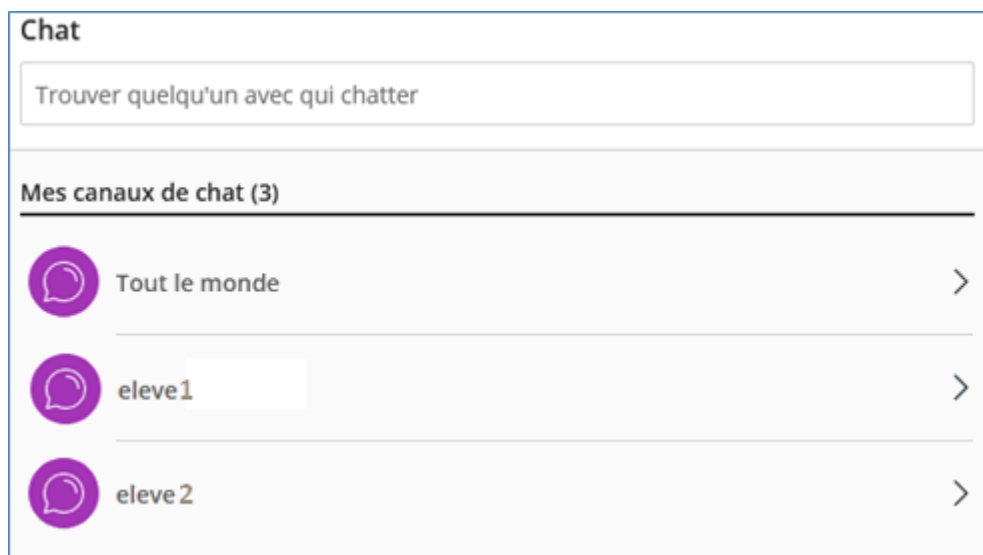 Chat
Trouver quelqu'un avec qui chatter
Mes canaux de chat (3)
Tout le monde
eleve1
eleve2